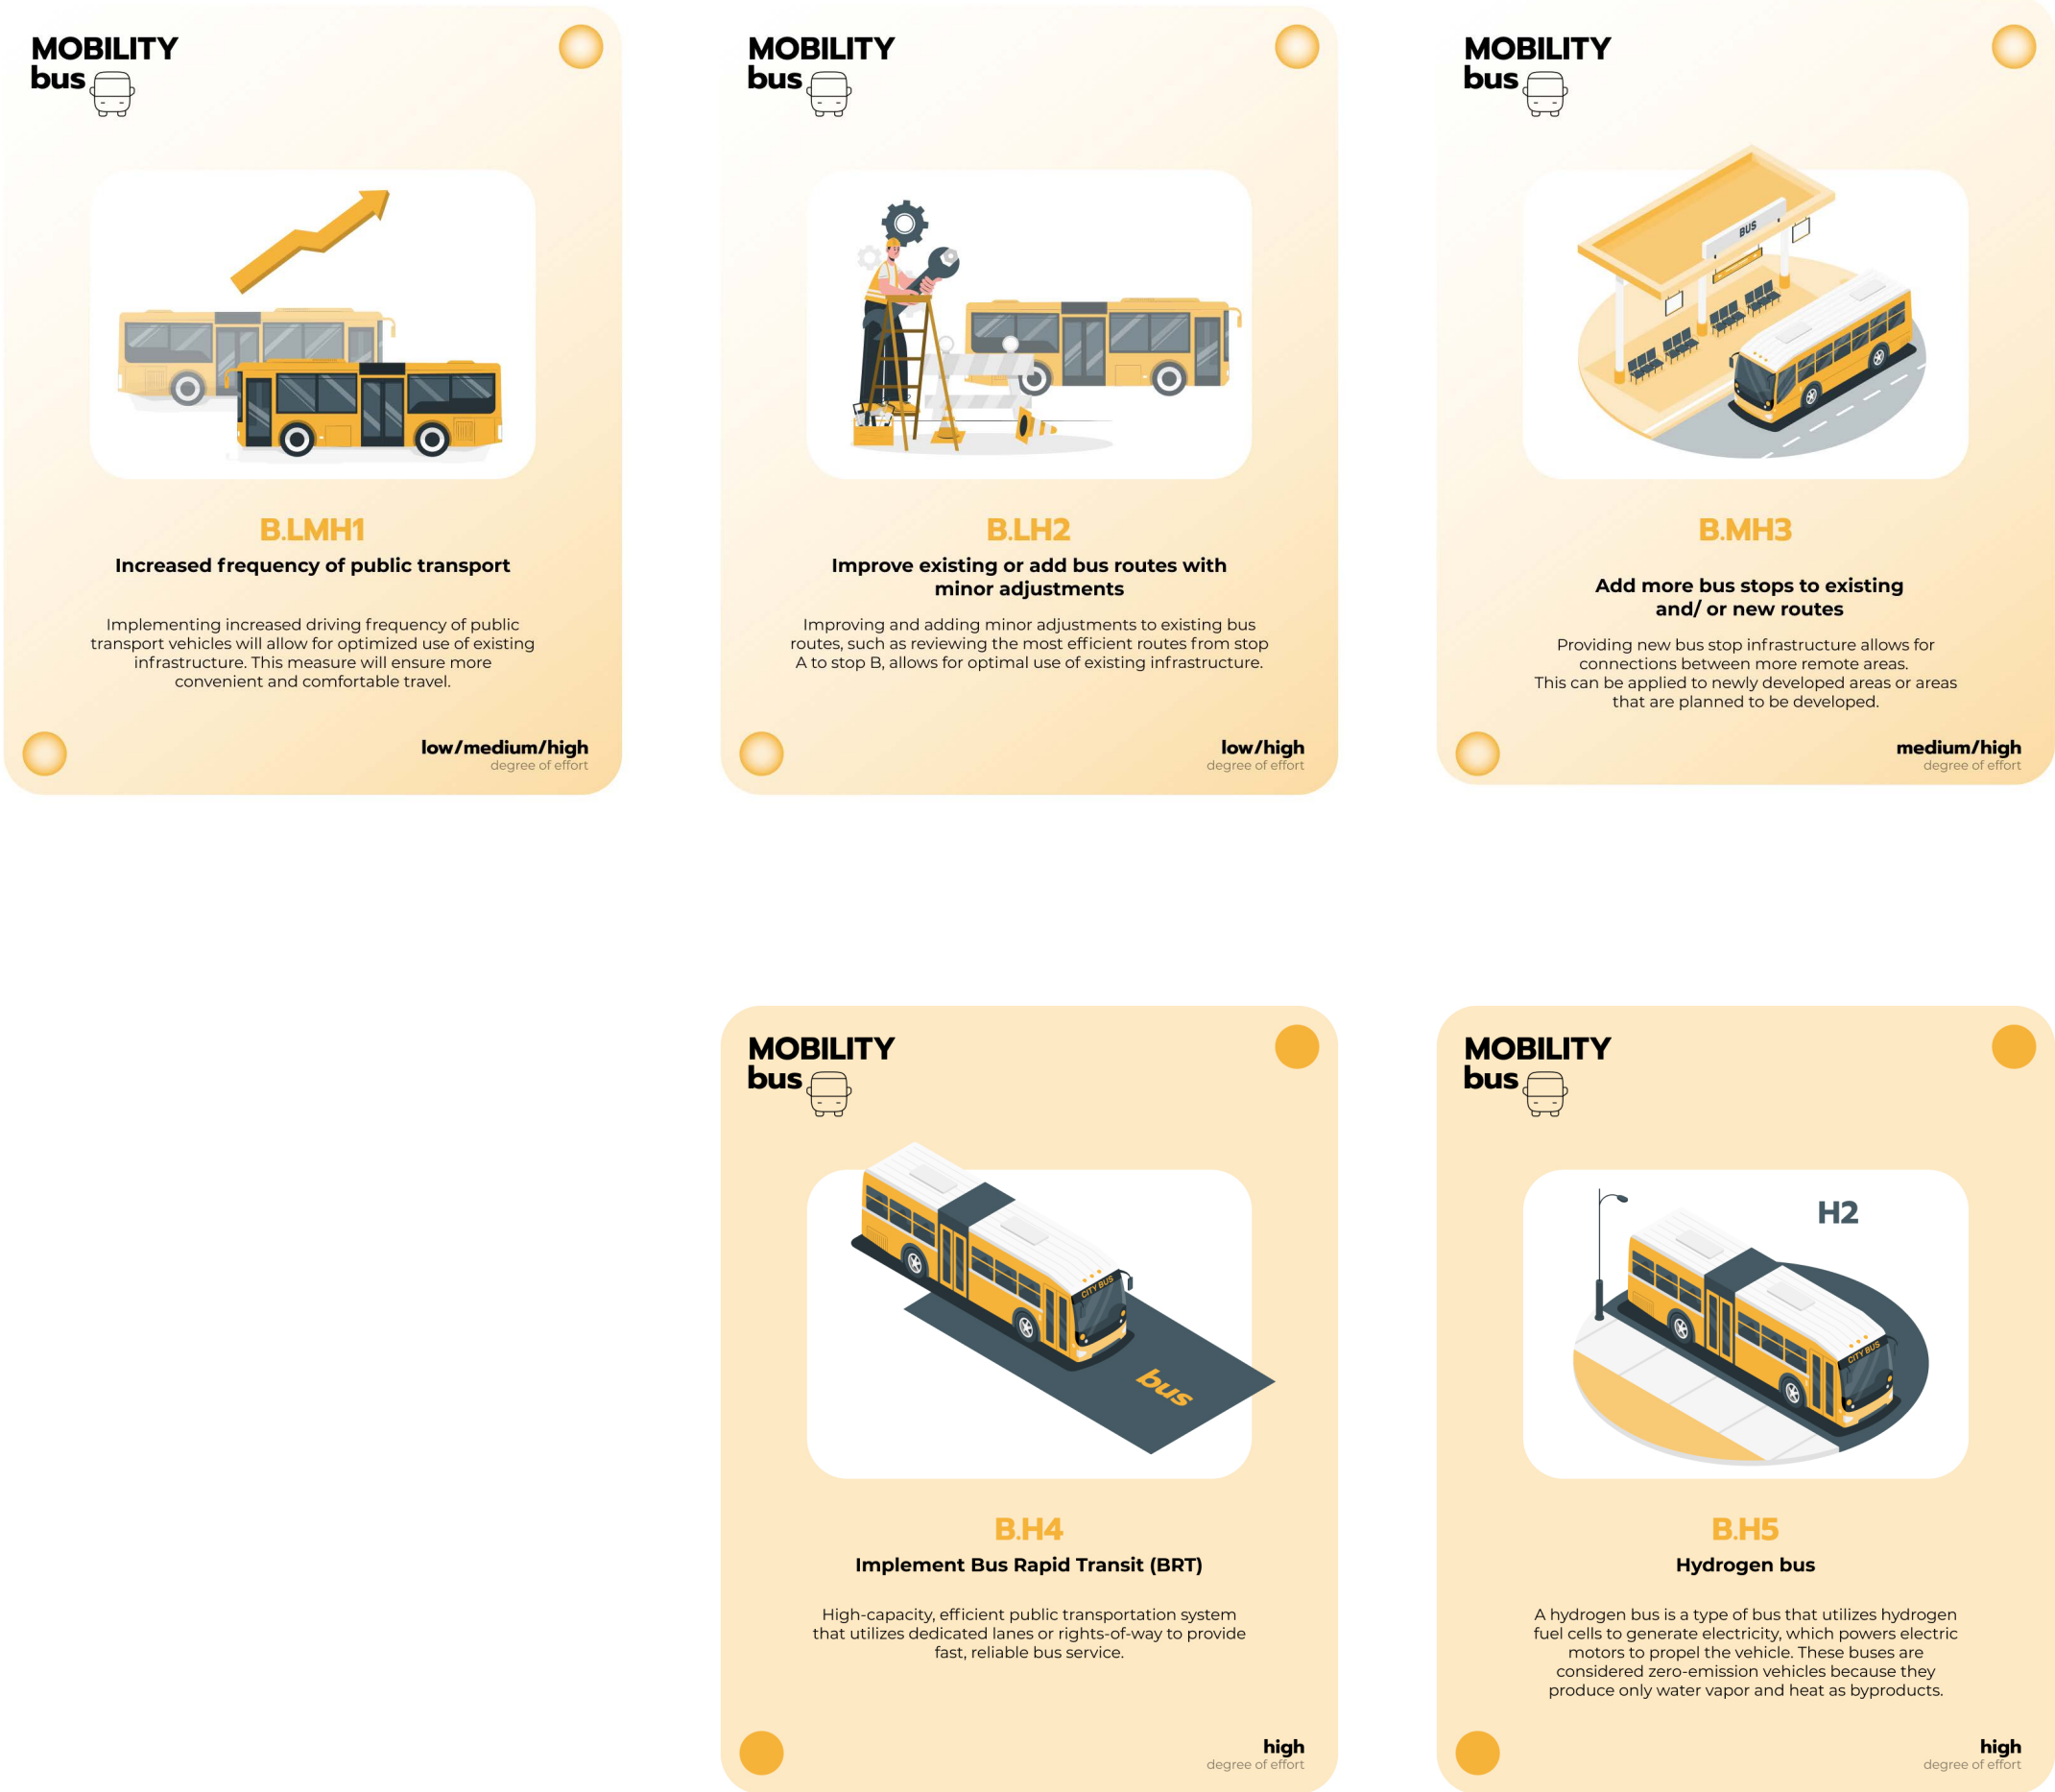 MOBILITY
bus
B.LMH1
Increased frequency of public transport
Implementing increased driving frequency of public
transport vehicles will allow for optimized use of existing
infrastructure. This measure will ensure more
convenient and comfortable travel.
low/medium/high
degree of effort
MOBILITY
bus
B.LH2
Improve existing or add bus routes with
minor adjustments
Improving and adding minor adjustments to existing bus
routes, such as reviewing the most efficient routes from stop
A to stop B, allows for optimal use of existing infrastructure.
low/high
degree of effort
MOBILITY
bus
BUS
B.MH3
Add more bus stops to existing
and/ or new routes
Providing new bus stop infrastructure allows for
connections between more remote areas.
This can be applied to newly developed areas or areas
that are planned to be developed.
medium/high
degree of effort
MOBILITY
bus
CITY BUS
bus
B.H4
Implement Bus Rapid Transit (BRT)
High-capacity, efficient public transportation system
that utilizes dedicated lanes or rights-of-way to provide
fast, reliable bus service.
high
degree of effort
MOBILITY
bus
H2
CITY BUS
B.H5
Hydrogen bus
A hydrogen bus is a type of bus that utilizes hydrogen
fuel cells to generate electricity, which powers electric
motors to propel the vehicle. These buses are
considered zero-emission vehicles because they
produce only water vapor and heat as byproducts.
high
degree of effort